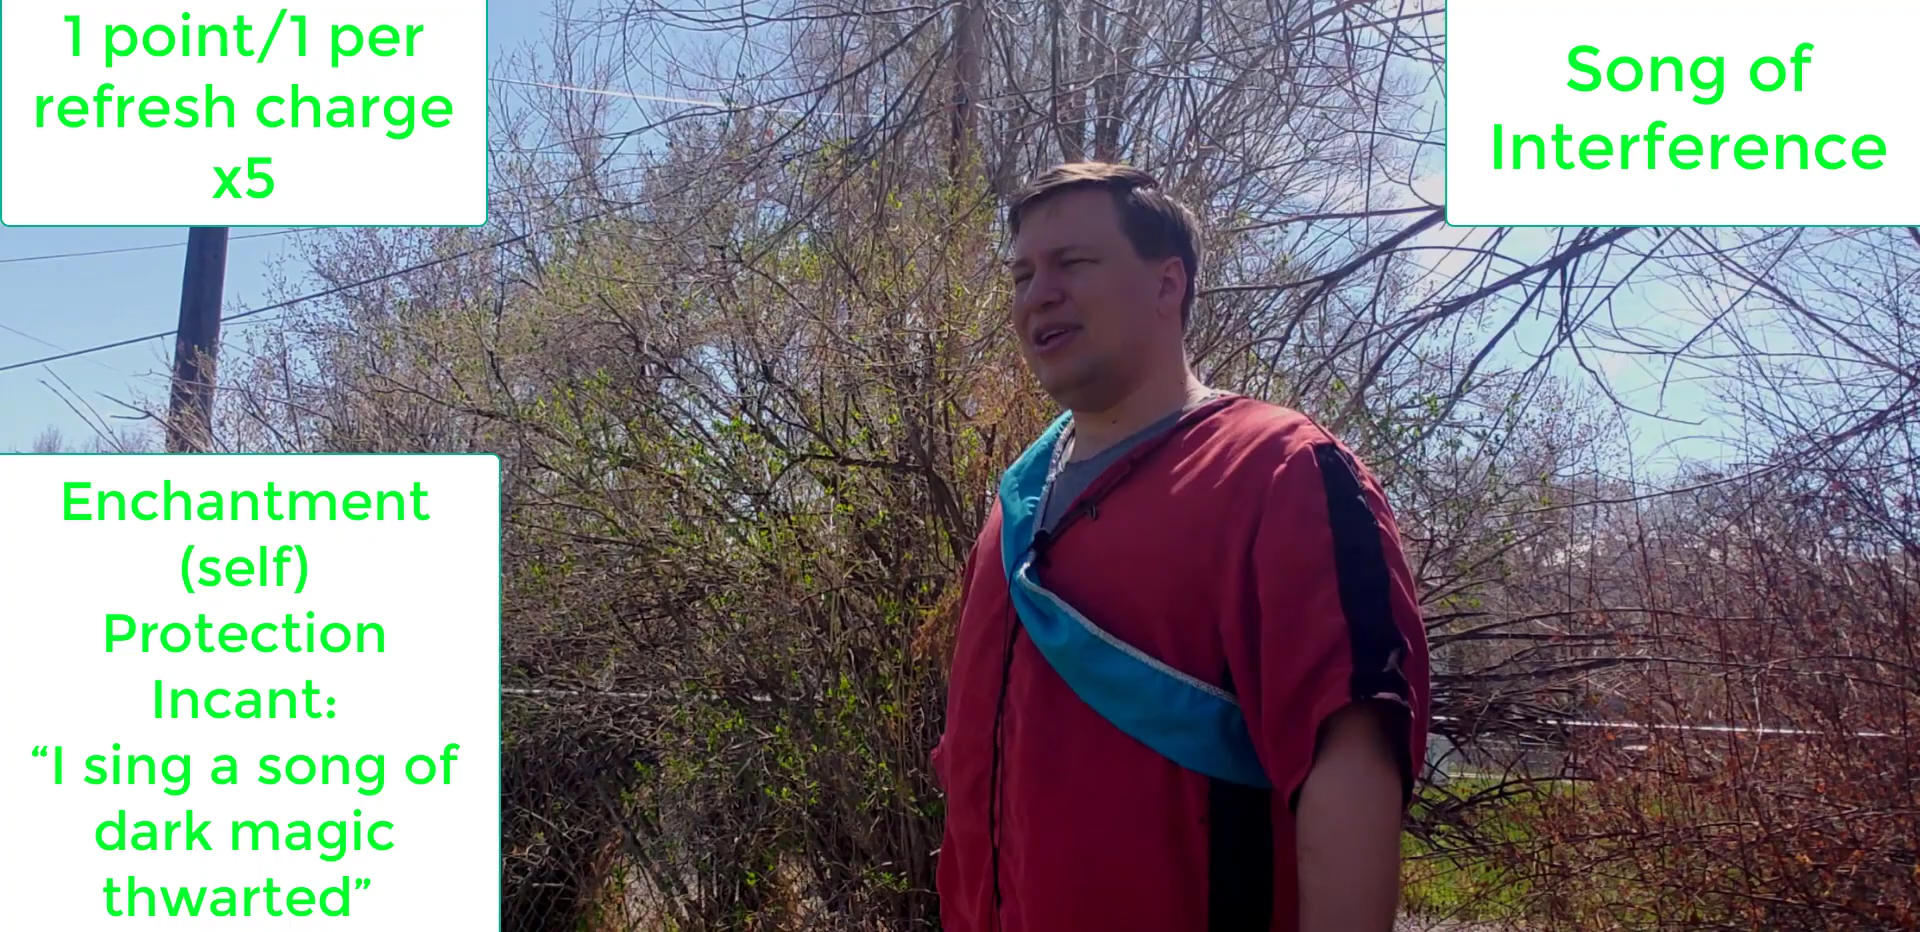 1 point/1 per
refresh charge
x5
Song of
Interference
Enchantment
(self)
Protection
Incant:
“I sing a song of
dark magic
thwarted”